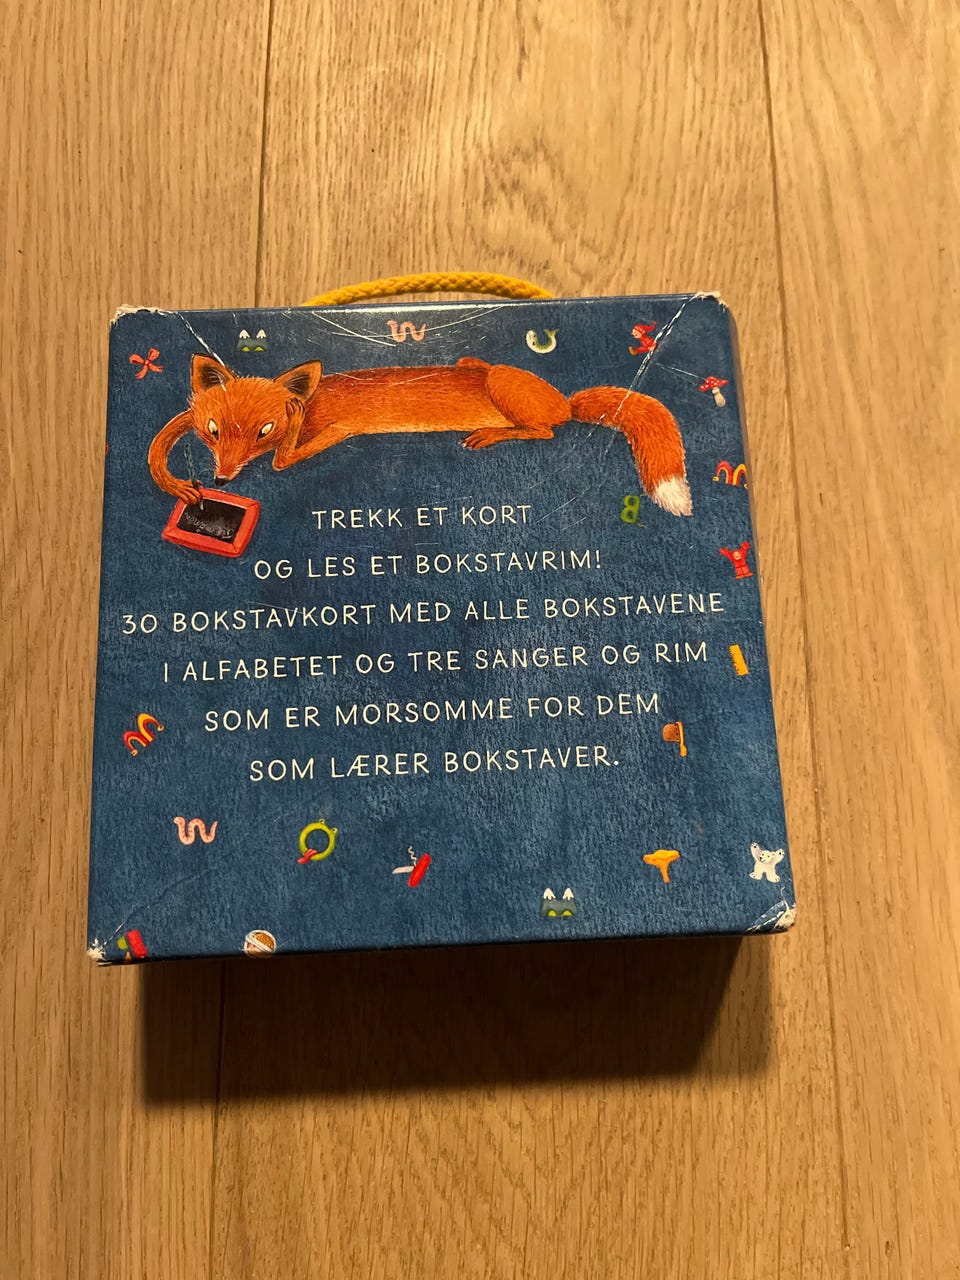 TREKK ET KORT
OG LES ET BOKSTAVRIM!
30 BOKSTAVKORT MED ALLE BOKSTAVENE
I ALFABETET OG TRE SANGER OG RIM
SOM ER MORSOMME FOR DEM
SOM LÆRER BOKSTAVER.